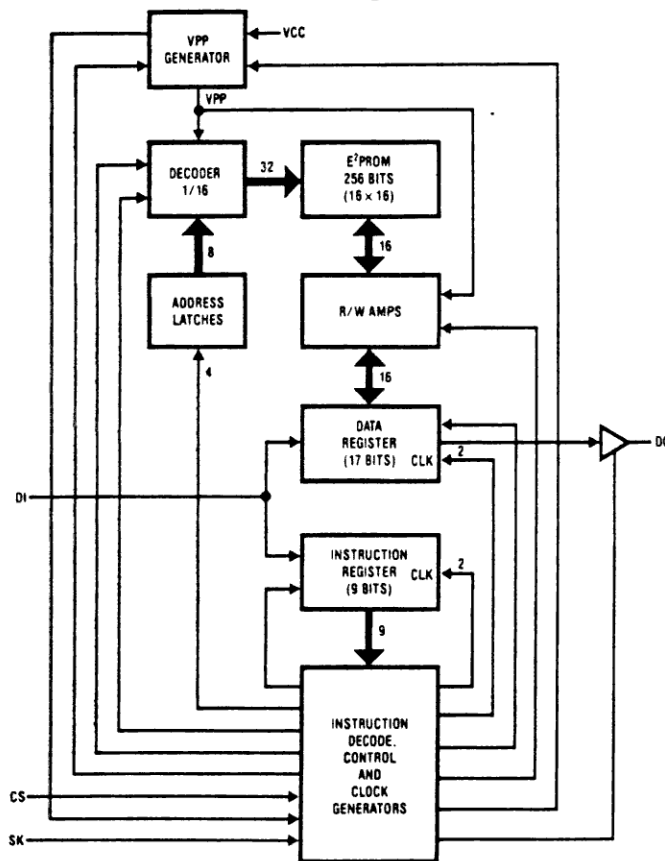 VPP
GENERATOR
VCC
VPP
DECODER
1/16
32
E²PROM
256 BITS
(16 × 16)
8
16
ADDRESS
LATCHES
R/W AMPS
4
16
DATA
REGISTER
(17 BITS)
CLK
2
DO
DI
INSTRUCTION
REGISTER
(9 BITS)
CLK
2
9
INSTRUCTION
DECODE,
CONTROL
AND
CLOCK
GENERATORS
CS
SK